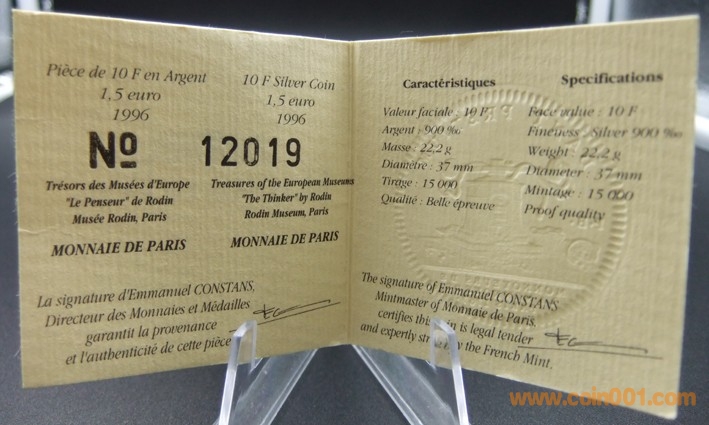 Pièce de 10 F en Argent
1,5 euro
1996
10 F Silver Coin
1,5 euro
1996
No 12019
Trésors des Musées d'Europe
"Le Penseur" de Rodin
Musée Rodin, Paris
MONNAIE DE PARIS
Treasures of the European Museums
"The Thinker" by Rodin
Rodin Museum, Paris
MONNAIE DE PARIS
La signature d'Emmanuel CONSTANS,
Directeur des Monnaies et Médailles
garantit la provenance
et l'authenticité de cette pièce
Caractéristiques
Valeur faciale : 10 F
Argent : 900 ‰
Masse : 22,2 g
Diamètre : 37 mm
Tirage : 15 000
Qualité : Belle épreuve
Specifications
Face value : 10 F
Fineness : Silver 900 ‰
Weight : 22,2 g
Diameter : 37 mm
Mintage : 15 000
Proof quality
The signature of Emmanuel CONSTANS
Mintmaster of Monnaie de Paris,
certifies this is legal tender
and expertly by the French Mint.
www.coin001.com